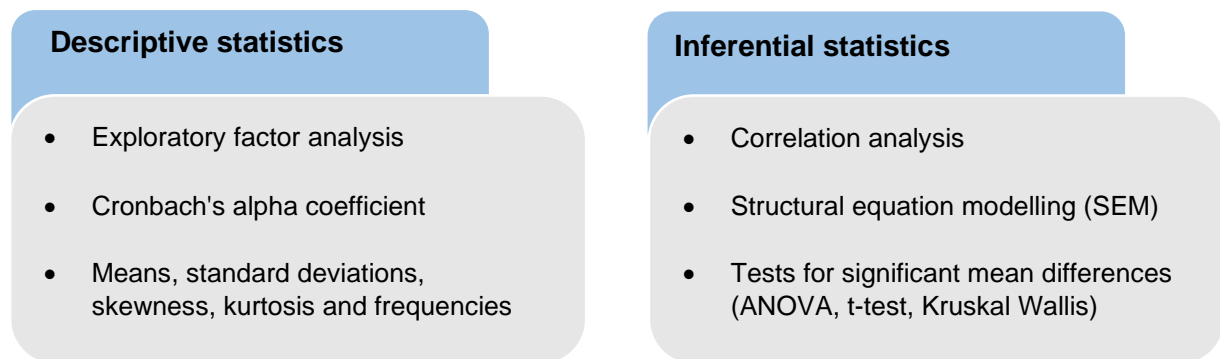 Descriptive statistics
• Exploratory factor analysis
• Cronbach's alpha coefficient
• Means, standard deviations,
skewness, kurtosis and frequencies
Inferential statistics
• Correlation analysis
• Structural equation modelling (SEM)
• Tests for significant mean differences
(ANOVA, t-test, Kruskal Wallis)